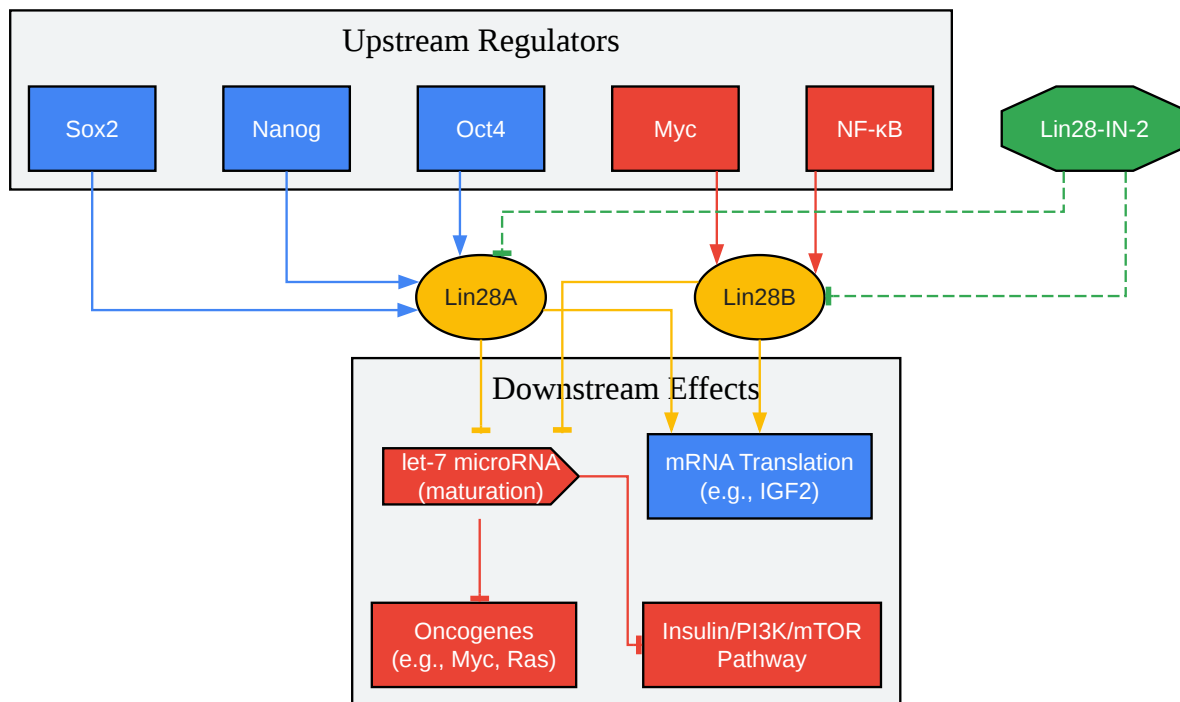 Upstream Regulators
Sox2
Nanog
Oct4
Myc
NF-κB
Lin28-IN-2
Lin28A
Lin28B
Downstream Effects
let-7 microRNA
(maturation)
mRNA Translation
(e.g., IGF2)
Oncogenes
(e.g., Myc, Ras)
Insulin/PI3K/mTOR
Pathway